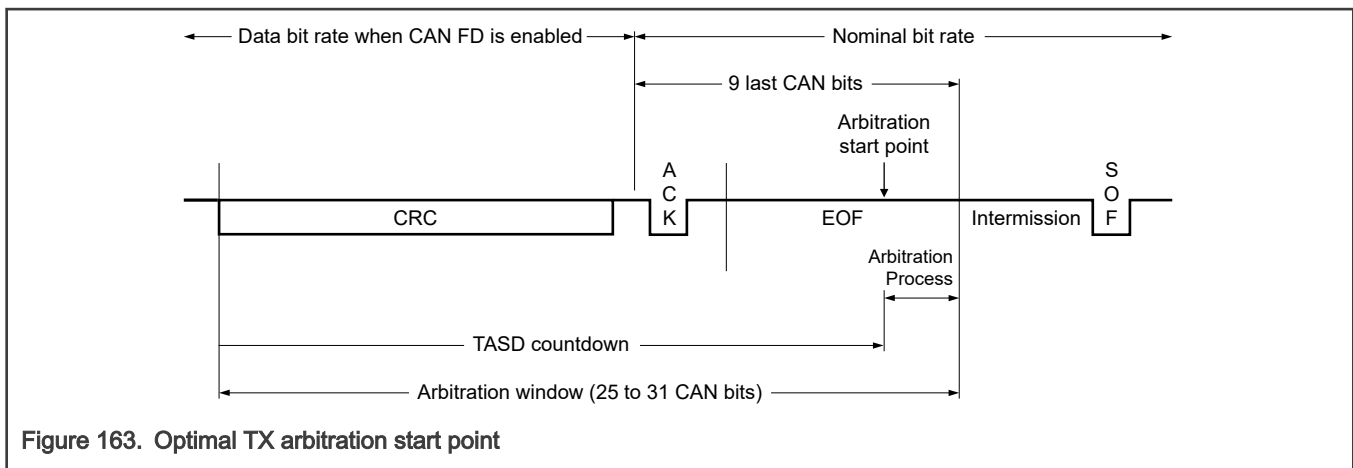 Data bit rate when CAN FD is enabled
Nominal bit rate
9 last CAN bits
Arbitration
start point
A
C
K
S
O
F
CRC
EOF
Intermission
Arbitration
Process
TASD countdown
Arbitration window (25 to 31 CAN bits)
Figure 163. Optimal TX arbitration start point